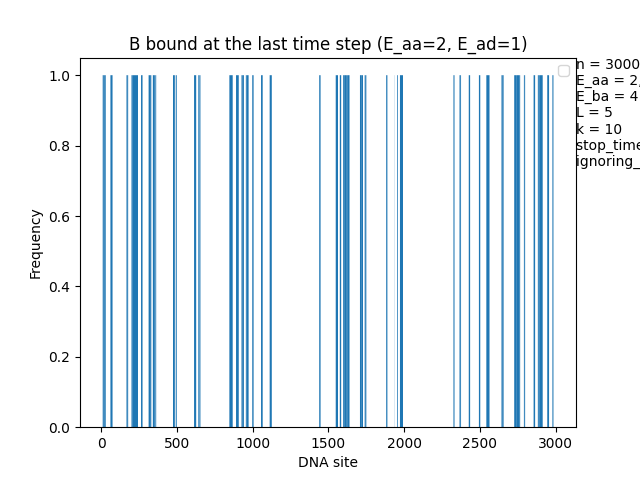 B bound at the last time step (E_aa=2, E_ad=1)
n = 3000
E_aa = 2,
E_ba = 4
L = 5
k = 10
stop_time
ignoring_
Frequency
1.0
0.8
0.6
0.4
0.2
0.0
0 500 1000 1500 2000 2500 3000
DNA site